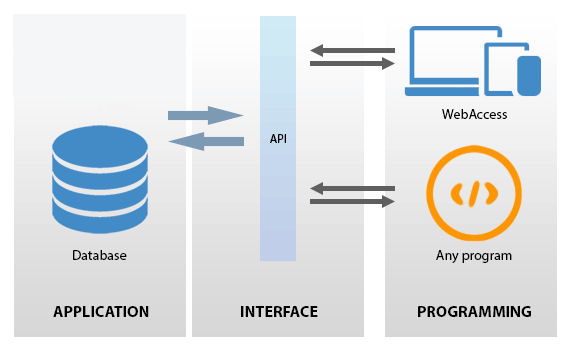 WebAccess
API
Database
Any program
APPLICATION
INTERFACE
PROGRAMMING